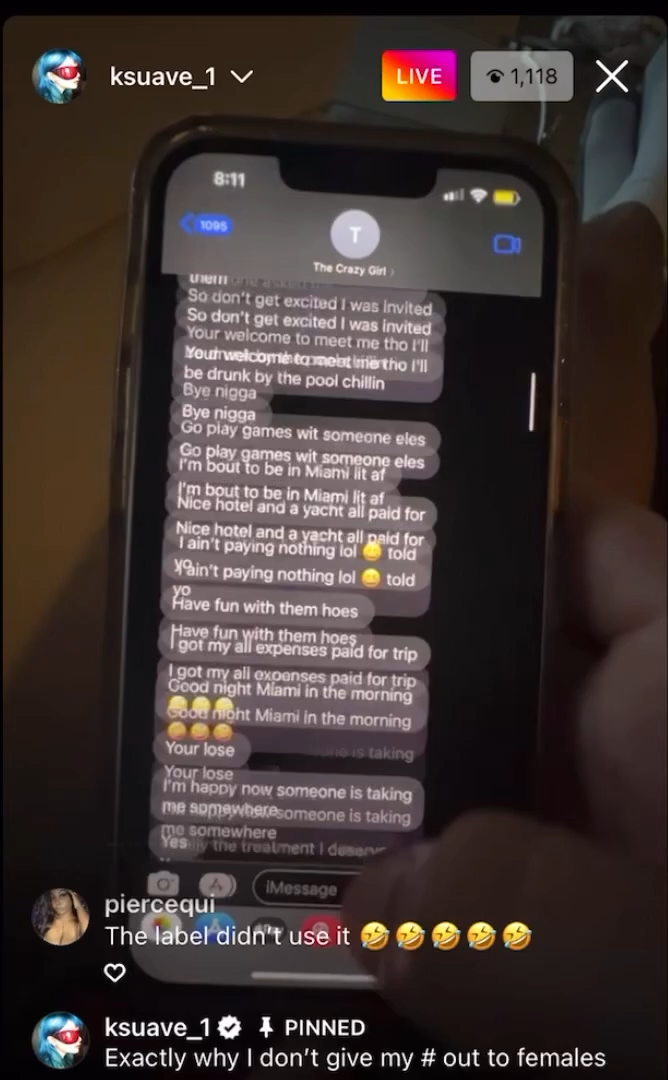 ksuave_1
LIVE
1,118
8:11
1095
T
The Crazy Girl
them
So don't get excited I was invited
So don't get excited I was invited
Your welcome to meet me tho I'll
Your welcome to meet me tho I'll
be drunk by the pool chillin
Bye nigga
Bye nigga
Go play games wit someone eles
Go play games wit someone eles
I'm bout to be in Miami lit af
I'm bout to be in Miami lit af
Nice hotel and a yacht all paid for
Nice hotel and a yacht all paid for
I ain't paying nothing lol 😄 told
yo
I ain't paying nothing lol 😄 told
yo
Have fun with them hoes
Have fun with them hoes
I got my all expenses paid for trip
I got my all expenses paid for trip
Good night Miami in the morning
Good night Miami in the morning
Your lose
Your lose
I'm happy now someone is taking
me somewhere
someone is taking
me somewhere
Yes
the treatment I
iMessage
piercequi
The label didn't use it 🤣🤣🤣🤣🤣
ksuave_1 PINNED
Exactly why I don't give my # out to females